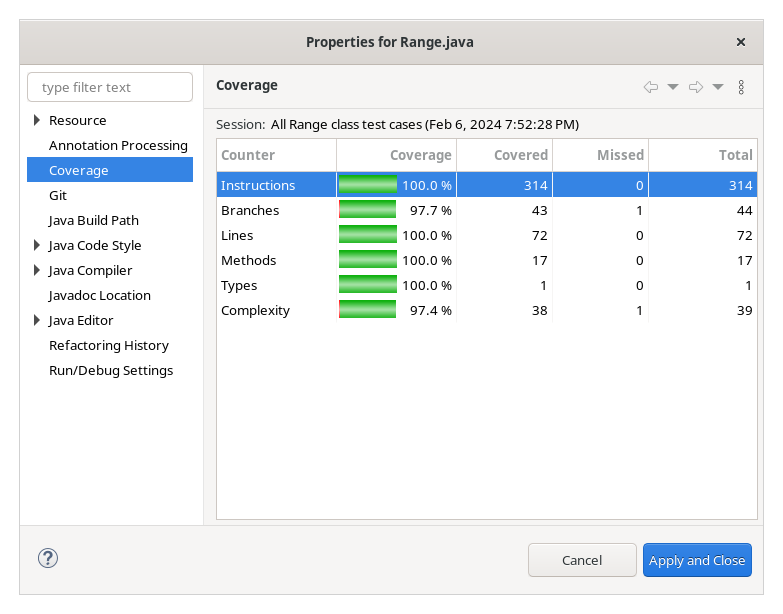 Properties for Range.java
type filter text
Resource
Annotation Processing
Coverage
Git
Java Build Path
Java Code Style
Java Compiler
Javadoc Location
Java Editor
Refactoring History
Run/Debug Settings
Coverage
Session: All Range class test cases (Feb 6, 2024 7:52:28 PM)
Counter Coverage Covered Missed Total
Instructions 100.0 % 314 0 314
Branches 97.7 % 43 1 44
Lines 100.0 % 72 0 72
Methods 100.0 % 17 0 17
Types 100.0 % 1 0 1
Complexity 97.4 % 38 1 39
Cancel Apply and Close